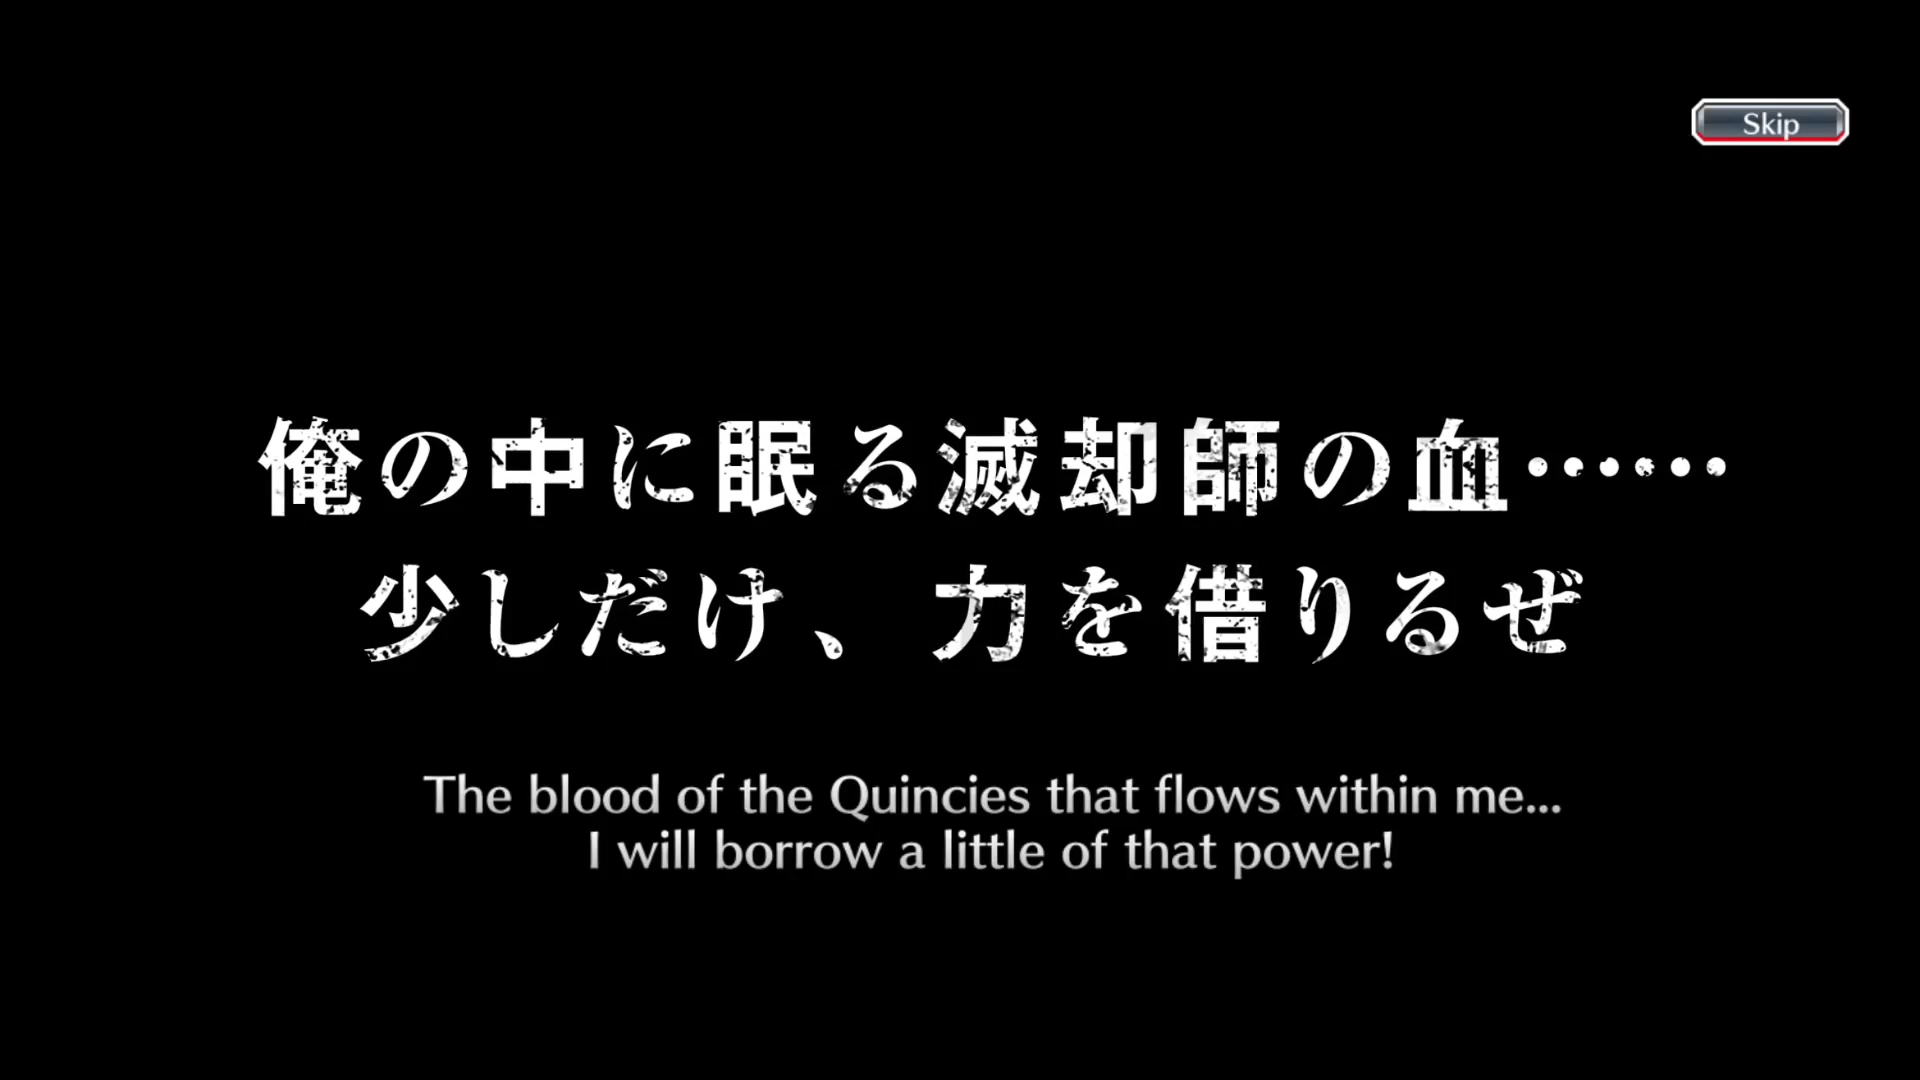 Skip
俺の中に眠る滅却師の血……
少しだけ、力を借りるぜ
The blood of the Quincies that flows within me...
I will borrow a little of that power!